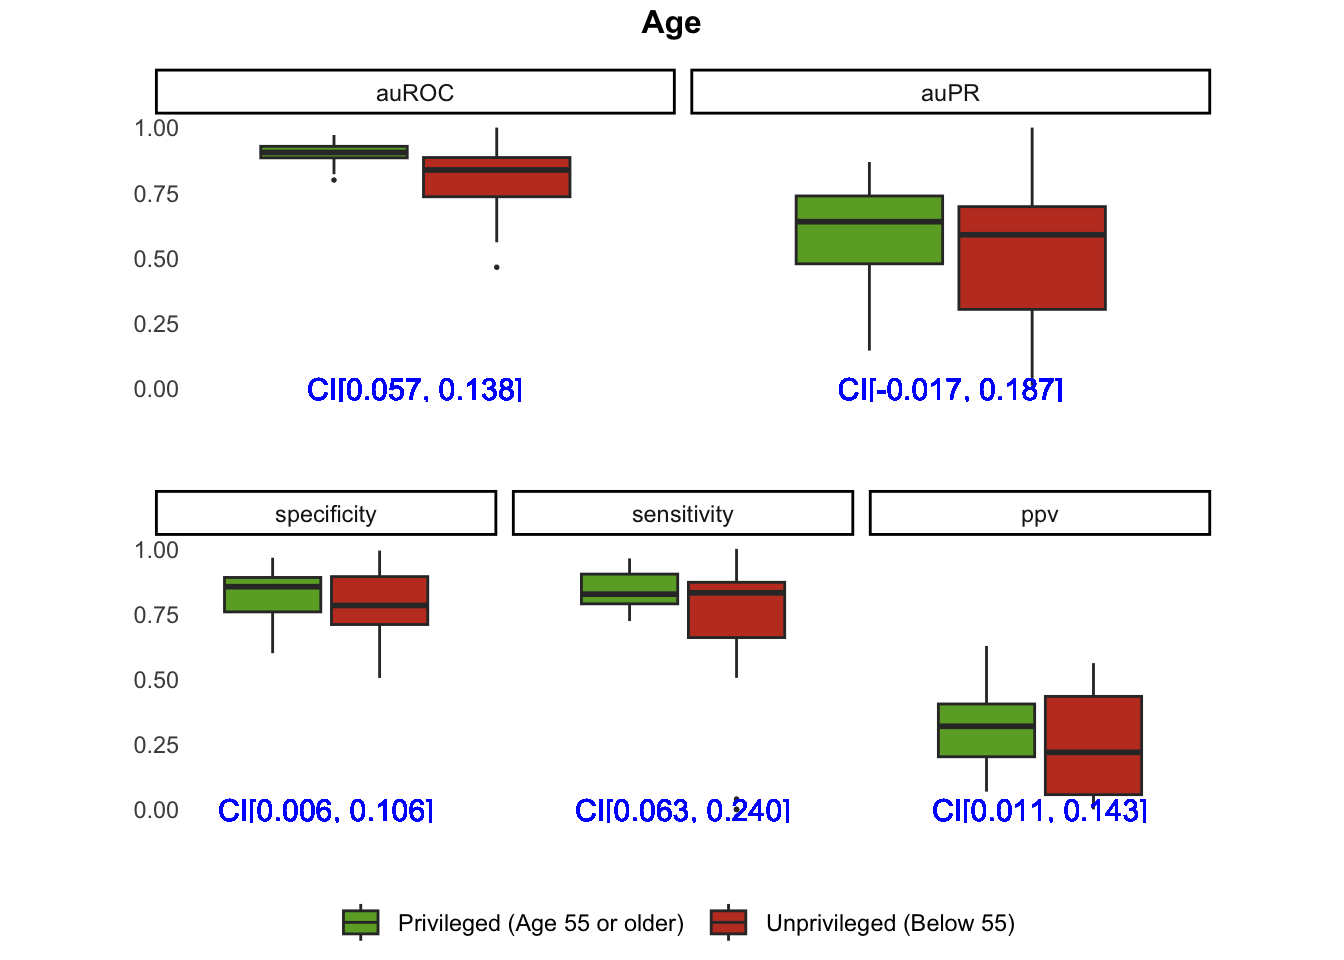 Age
auROC auPR
1.00
0.75
0.50
0.25
0.00
CI[0.057, 0.138] CI[-0.017, 0.187]
specificity sensitivity ppv
1.00
0.75
0.50
0.25
0.00
CI[0.006, 0.106] CI[0.063, 0.240] CI[0.011, 0.143]
Privileged (Age 55 or older) Unprivileged (Below 55)